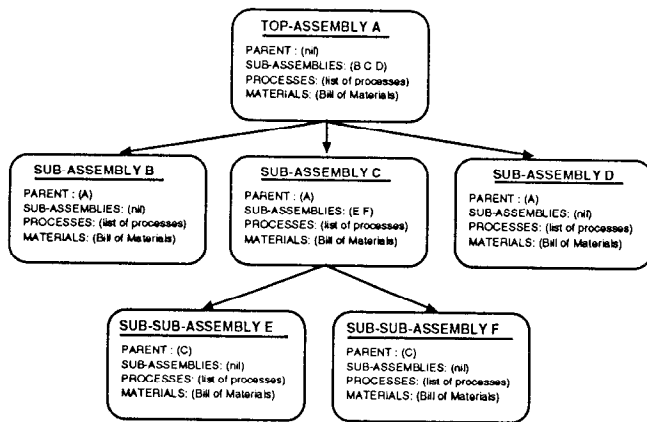 TOP-ASSEMBLY A
PARENT : (nil)
SUB-ASSEMBLIES: (B C D)
PROCESSES: (list of processes)
MATERIALS: (Bill of Materials)
SUB-ASSEMBLY B
PARENT : (A)
SUB-ASSEMBLIES: (nil)
PROCESSES: (list of processes)
MATERIALS: (Bill of Materials)
SUB-ASSEMBLY C
PARENT : (A)
SUB-ASSEMBLIES: (E F)
PROCESSES: (list of processes)
MATERIALS: (Bill of Materials)
SUB-ASSEMBLY D
PARENT : (A)
SUB-ASSEMBLIES: (nil)
PROCESSES: (list of processes)
MATERIALS: (Bill of Materials)
SUB-SUB-ASSEMBLY E
PARENT : (C)
SUB-ASSEMBLIES: (nil)
PROCESSES: (list of processes)
MATERIALS: (Bill of Materials)
SUB-SUB-ASSEMBLY F
PARENT : (C)
SUB-ASSEMBLIES: (nil)
PROCESSES: (list of processes)
MATERIALS: (Bill of Materials)